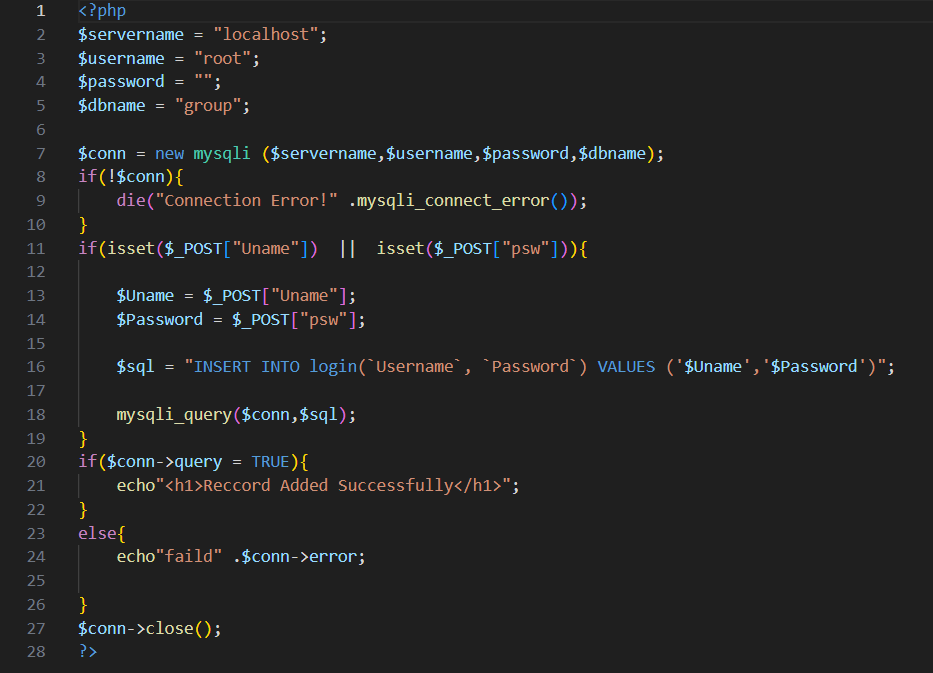 1 <?php
2 $servername = "localhost";
3 $username = "root";
4 $password = "";
5 $dbname = "group";
6
7 $conn = new mysqli ($servername,$username,$password,$dbname);
8 if(!$conn){
9     die("Connection Error!" .mysqli_connect_error());
10 }
11 if(isset($_POST["Uname"])  ||  isset($_POST["psw"])){
12
13     $Uname = $_POST["Uname"];
14     $Password = $_POST["psw"];
15
16     $sql = "INSERT INTO login(`Username`, `Password`) VALUES ('$Uname','$Password')";
17
18     mysqli_query($conn,$sql);
19 }
20 if($conn->query = TRUE){
21     echo"<h1>Reccord Added Successfully</h1>";
22 }
23 else{
24     echo"faild" .$conn->error;
25
26 }
27 $conn->close();
28 ?>